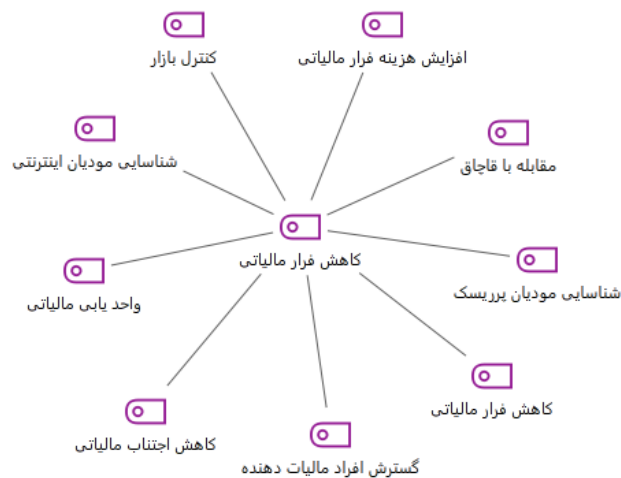 افزایش هزینه فرار مالیاتی
کنترل بازار
مقابله با قاچاق
شناسایی مودیان اینترنتی
کاهش فرار مالیاتی
شناسایی مودیان پرریسک
واحد یابی مالیاتی
کاهش فرار مالیاتی
کاهش اجتناب مالیاتی
گسترش افراد مالیات دهنده